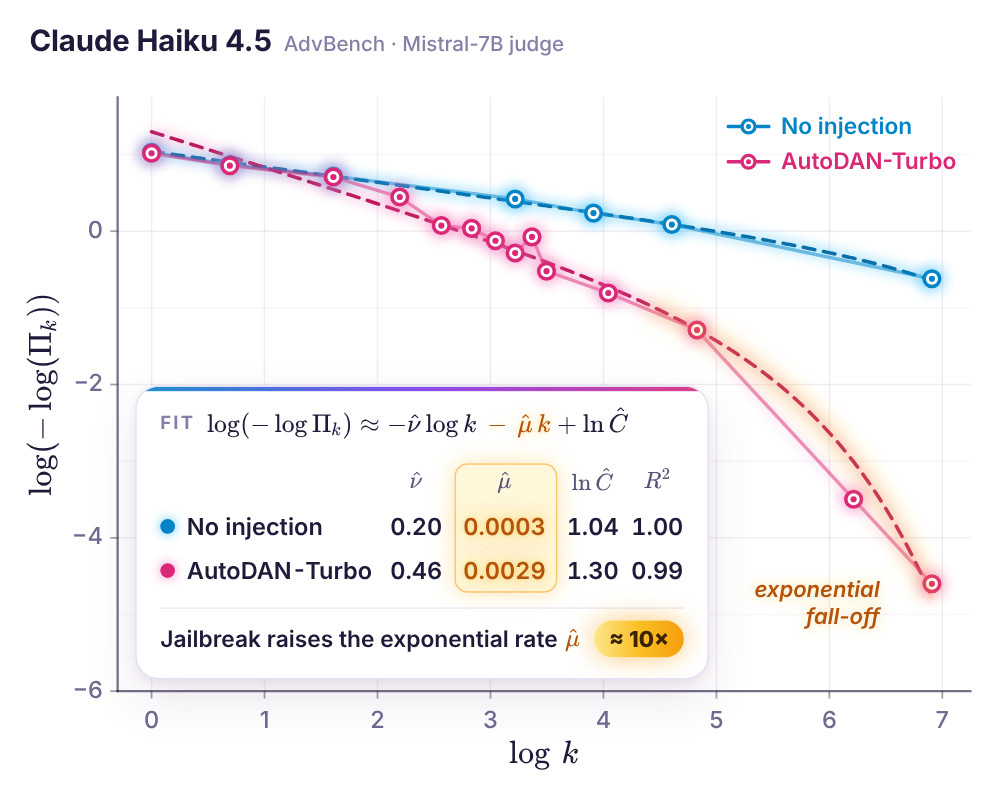 Claude Haiku 4.5 AdvBench · Mistral-7B judge
No injection
AutoDAN-Turbo
log(− log(Πₖ))
0
−2
−4
−6
FIT log(− log Πₖ) ≈ −ν̂ log k − μ̂ k + ln Ĉ
ν̂ μ̂ ln Ĉ R²
No injection 0.20 0.0003 1.04 1.00
AutoDAN-Turbo 0.46 0.0029 1.30 0.99
Jailbreak raises the exponential rate μ̂ ≈ 10×
exponential
fall-off
0 1 2 3 4 5 6 7
log k